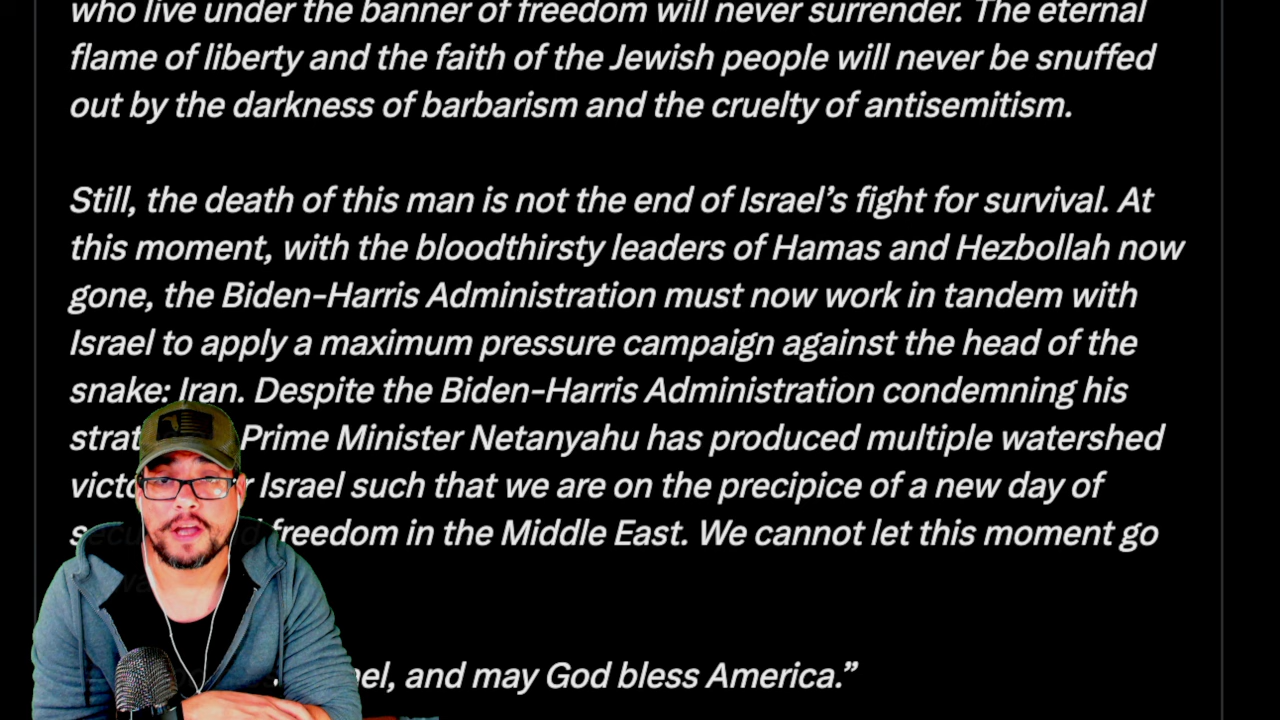 who live under the banner of freedom will never surrender. The eternal
flame of liberty and the faith of the Jewish people will never be snuffed
out by the darkness of barbarism and the cruelty of antisemitism.
Still, the death of this man is not the end of Israel’s fight for survival. At
this moment, with the bloodthirsty leaders of Hamas and Hezbollah now
gone, the Biden-Harris Administration must now work in tandem with
Israel to apply a maximum pressure campaign against the head of the
snake: Iran. Despite the Biden-Harris Administration condemning his
Prime Minister Netanyahu has produced multiple watershed
Israel such that we are on the precipice of a new day of
freedom in the Middle East. We cannot let this moment go
and may God bless America.”